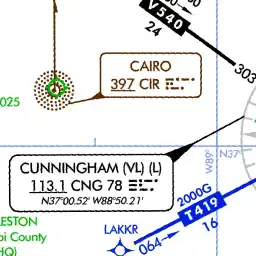 V540
24
303
CAIRO
397 CIR
025
N37°
W89°
CUNNINGHAM (VL) (L)
113.1 CNG 78
N37°00.52' W88°50.21'
2000G
T419
16
LESTON
pi County
HQ)
LAKKR
064